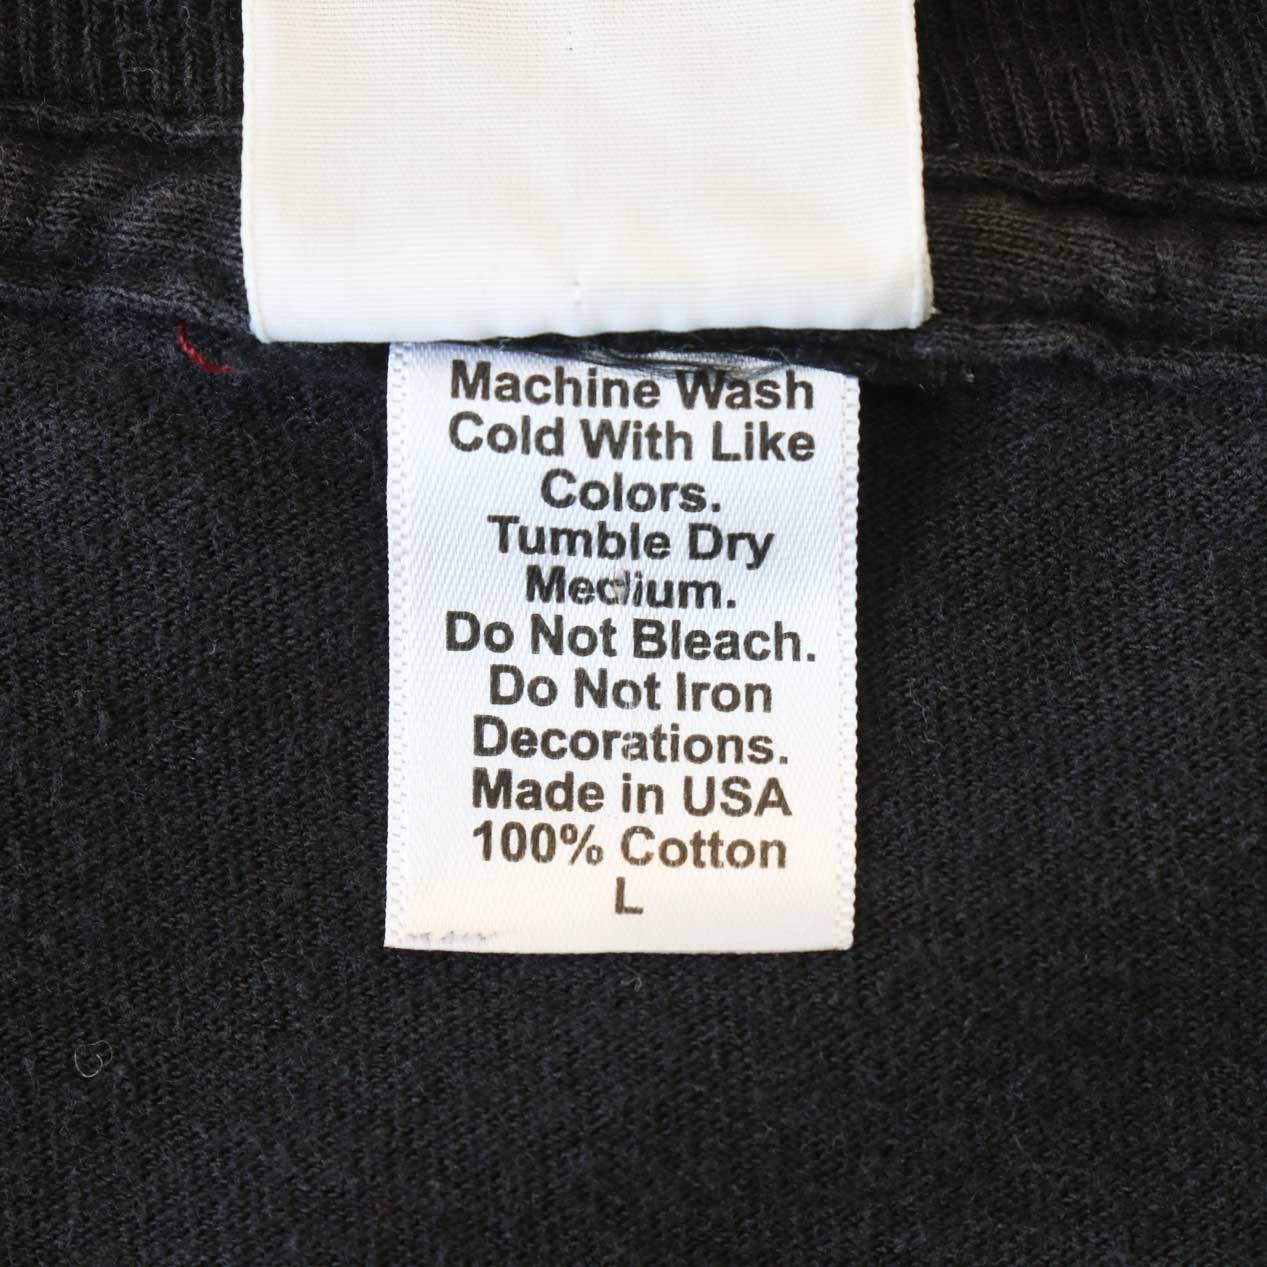 Machine Wash
Cold With Like
Colors.
Tumble Dry
Medium.
Do Not Bleach.
Do Not Iron
Decorations.
Made in USA
100% Cotton
L